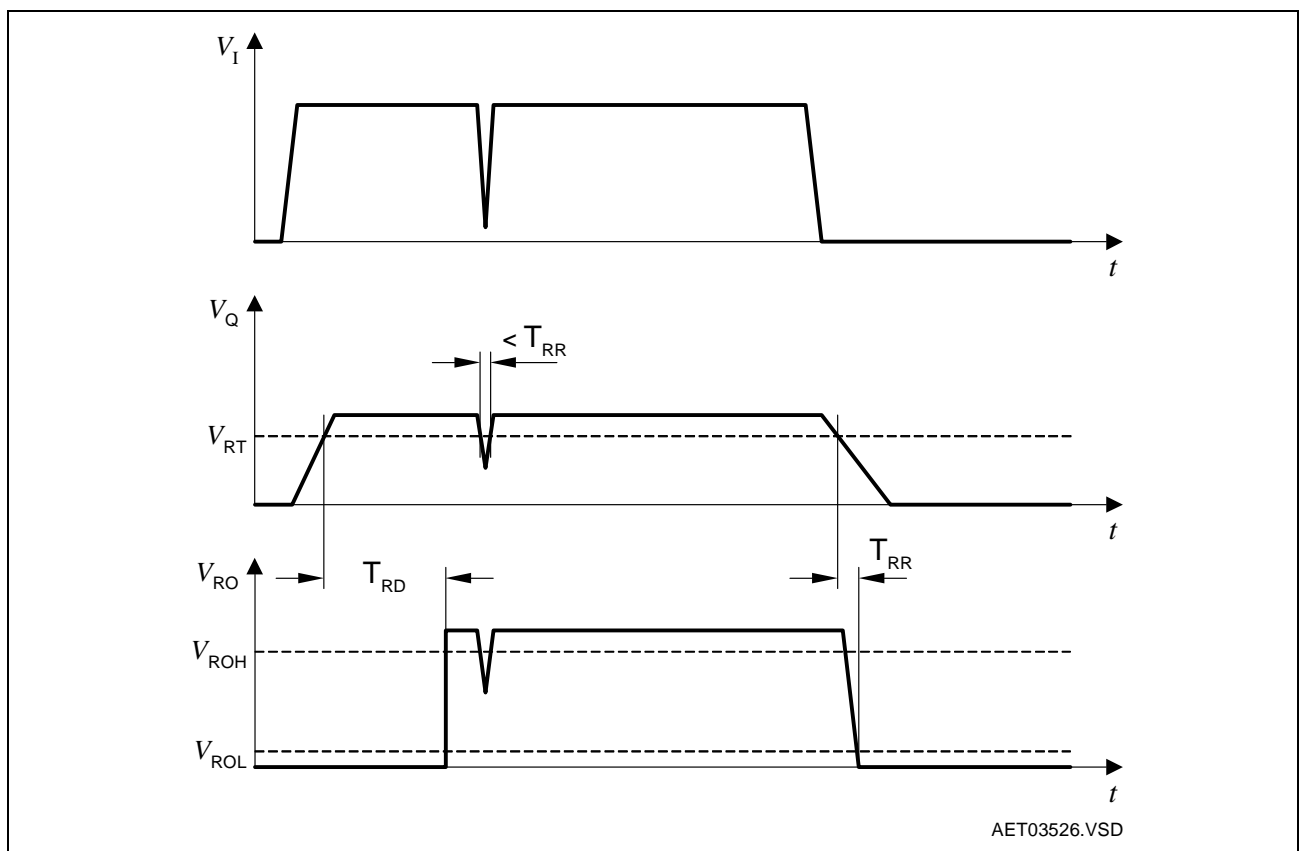 V_I
t
V_Q
< T_RR
V_RT
t
V_RO
T_RD
T_RR
V_ROH
V_ROL
t
AET03526.VSD